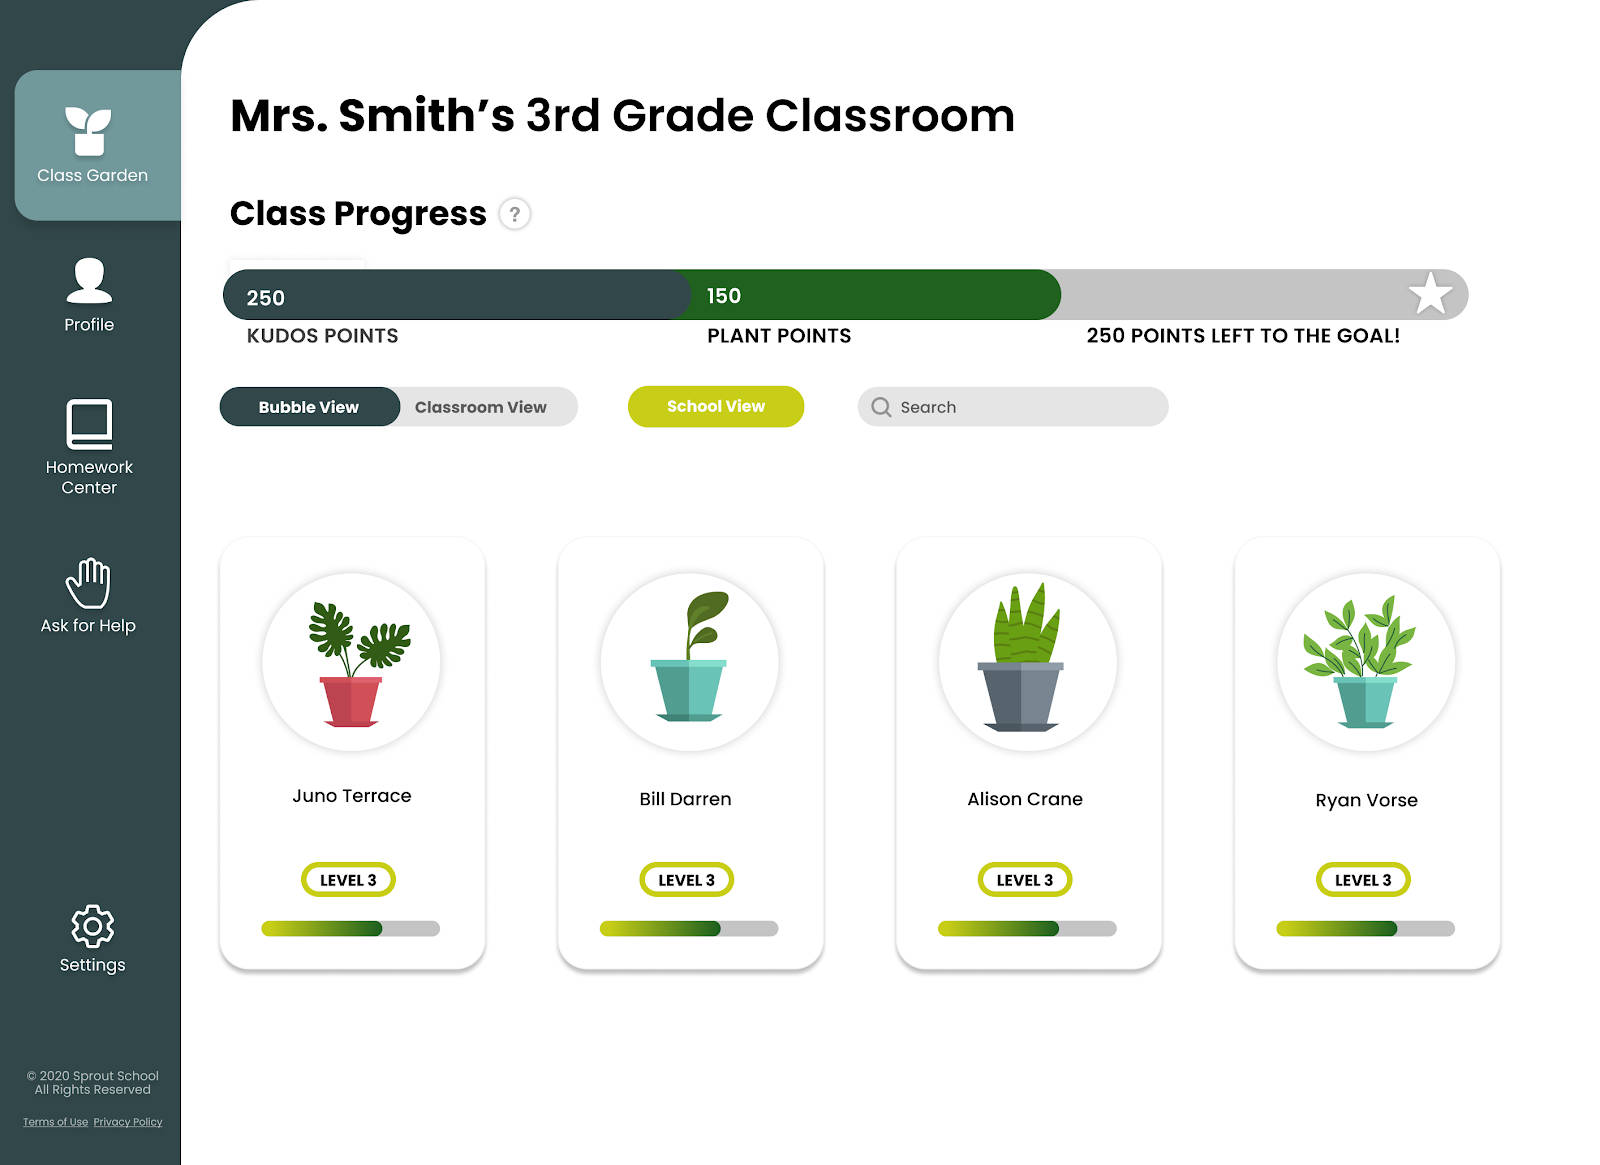 Class Garden
Profile
Homework
Center
Ask for Help
Settings
© 2020 Sprout School
All Rights Reserved
Terms of Use Privacy Policy
Mrs. Smith’s 3rd Grade Classroom
Class Progress ?
250 150
KUDOS POINTS PLANT POINTS 250 POINTS LEFT TO THE GOAL!
Bubble View Classroom View School View Search
Juno Terrace Bill Darren Alison Crane Ryan Vorse
LEVEL 3 LEVEL 3 LEVEL 3 LEVEL 3